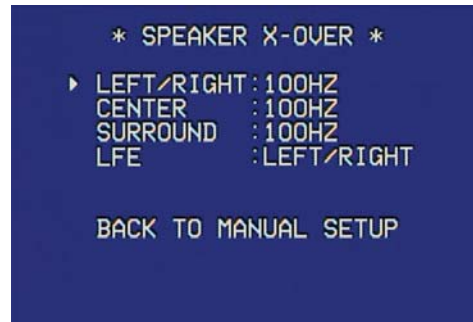 * SPEAKER X-OVER *
LEFT/RIGHT:100HZ
CENTER :100HZ
SURROUND :100HZ
LFE :LEFT/RIGHT
BACK TO MANUAL SETUP